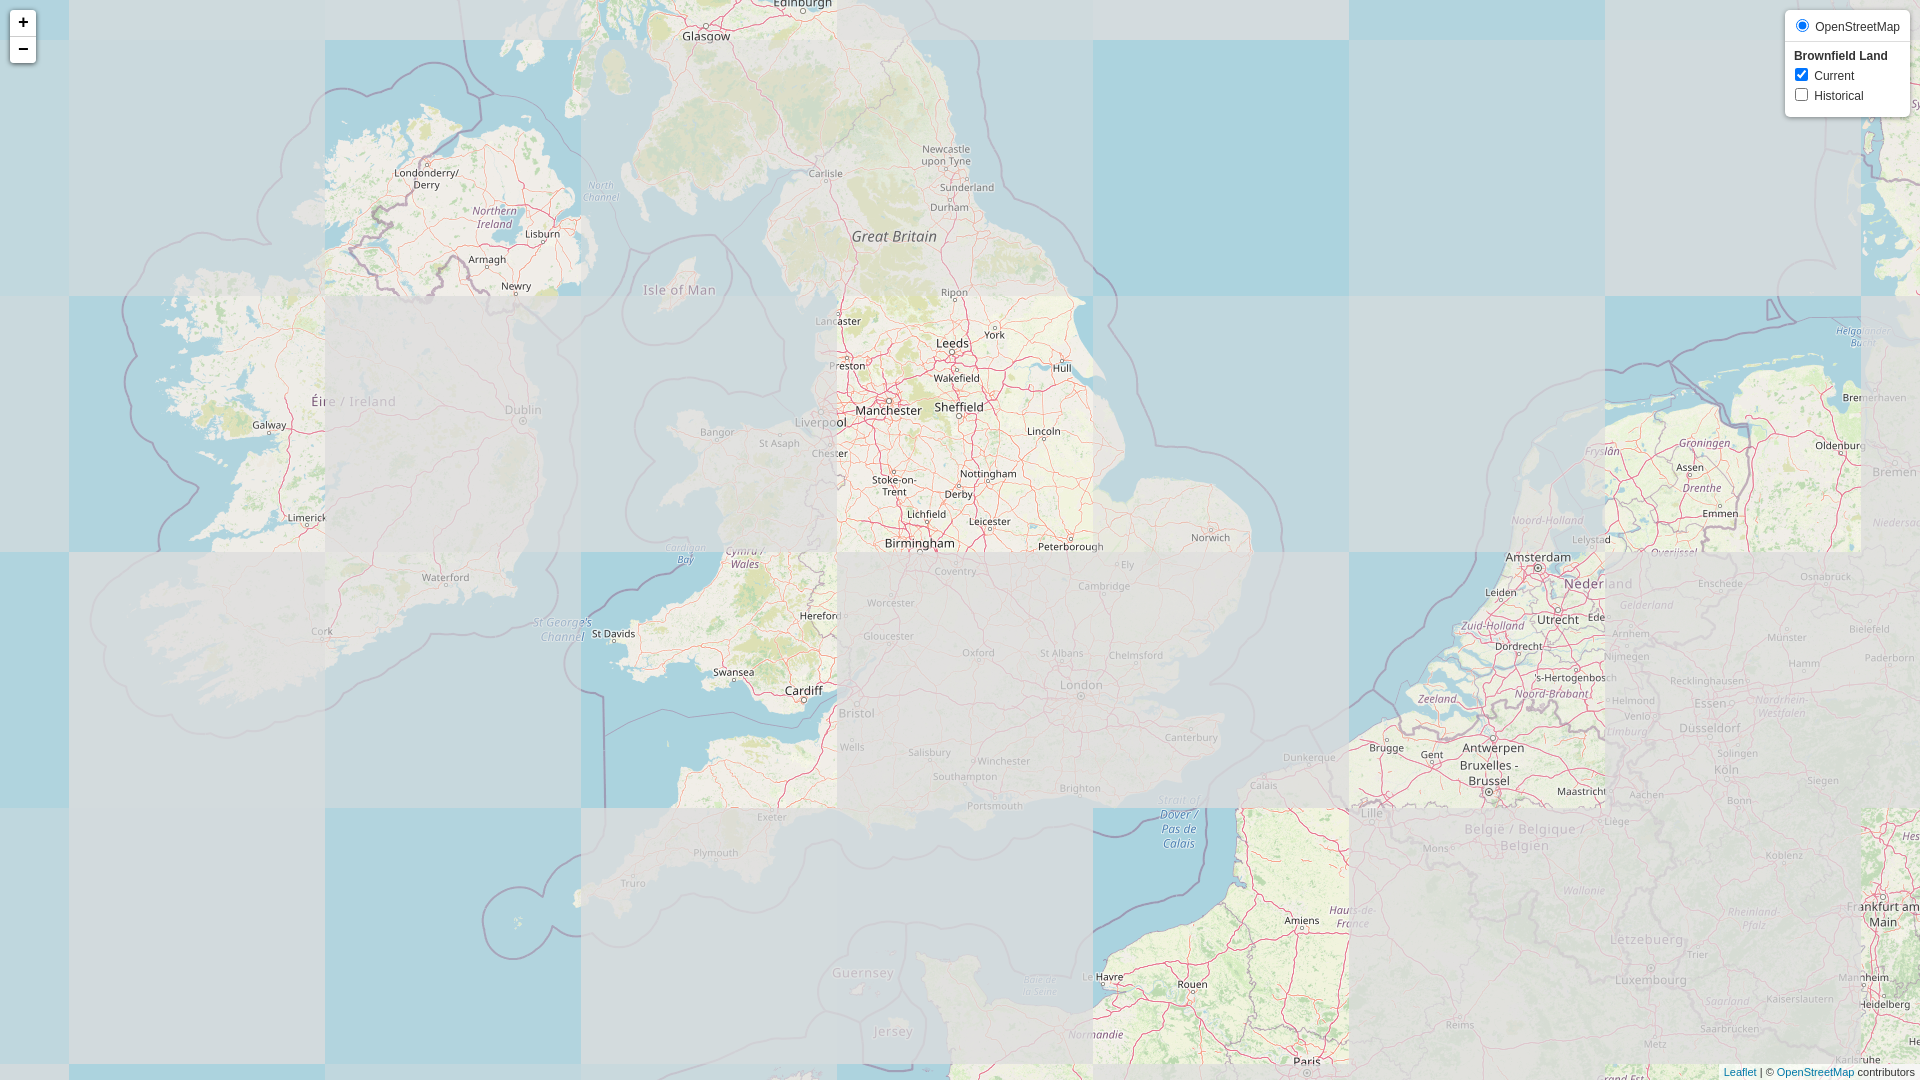 +
−
OpenStreetMap
Brownfield Land
Current
Historical
Edinburgh
Glasgow
Londonderry/
Derry
North
Channel
Northern
Ireland
Lisburn
Armagh
Newry
Carlisle
Newcastle
upon Tyne
Sunderland
Durham
Great Britain
Isle of Man
Ripon
Lancaster
York
Leeds
Preston
Wakefield
Hull
Éire / Ireland
Dublin
Galway
Manchester
Sheffield
Liverpool
Bangor
St Asaph
Lincoln
Chester
Stoke-on-
Trent
Nottingham
Derby
Limerick
Lichfield
Leicester
Birmingham
Peterborough
Norwich
Helgoländer
Bucht
Bremerhaven
Oldenburg
Groningen
Fryslân
Assen
Drenthe
Bremen
Emmen
Noord-Holland
Lelystad
Overijssel
Cardigan
Bay
Cymru /
Wales
Coventry
Ely
Cambridge
Waterford
Cork
St George's
Channel
St Davids
Hereford
Worcester
Gloucester
Oxford
St Albans
Chelmsford
Swansea
Cardiff
London
Bristol
Wells
Salisbury
Winchester
Southampton
Canterbury
Brighton
Portsmouth
Amsterdam
Nederland
Leiden
Utrecht
Ede
Zuid-Holland
Dordrecht
's-Hertogenbosch
Zeeland
Noord-Brabant
Enschede
Osnabruck
Gelderland
Arnhem
Nijmegen
Münster
Bielefeld
Hamm
Paderborn
Recklinghausen
Helmond
Essen
Nordrhein-
Westfalen
Venlo
Limburg
Düsseldorf
Solingen
Köln
Siegen
Aachen
Bonn
Dunkerque
Calais
Brugge
Gent
Antwerpen
Bruxelles -
Brussel
Maastricht
Lille
Liège
België / Belgique /
Belgien
Mons
Wallonie
Koblenz
Exeter
Plymouth
Truro
Strait of
Dover /
Pas de
Calais
Amiens
Hauts-de-
France
Frankfurt am
Main
Rheinland-
Pfalz
Lëtzebuerg
Trier
Luxembourg
Mannheim
Kaiserslautern
Heidelberg
Saarland
Saarbrücken
Guernsey
Jersey
Baie de
la Seine
Le Havre
Rouen
Normandie
Reims
Metz
Karlsruhe
Paris
Leaflet | © OpenStreetMap contributors